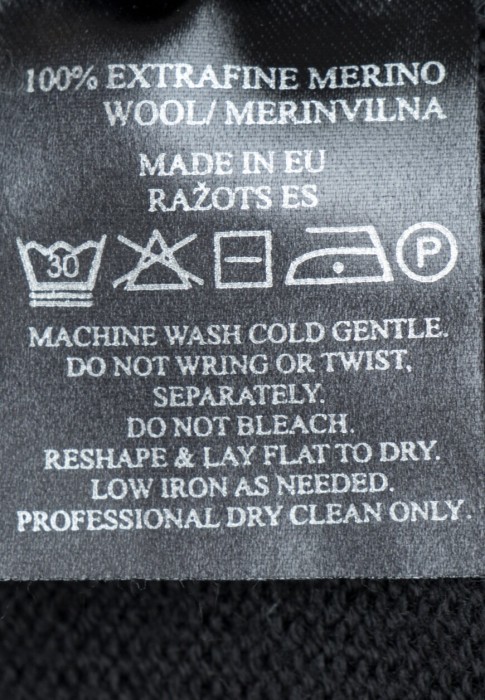 100% EXTRAFINE MERINO
WOOL/ MERINVILNA
MADE IN EU
RAŽOTS ES
30 P
MACHINE WASH COLD GENTLE.
DO NOT WRING OR TWIST,
SEPARATELY.
DO NOT BLEACH.
RESHAPE & LAY FLAT TO DRY.
LOW IRON AS NEEDED.
PROFESSIONAL DRY CLEAN ONLY.